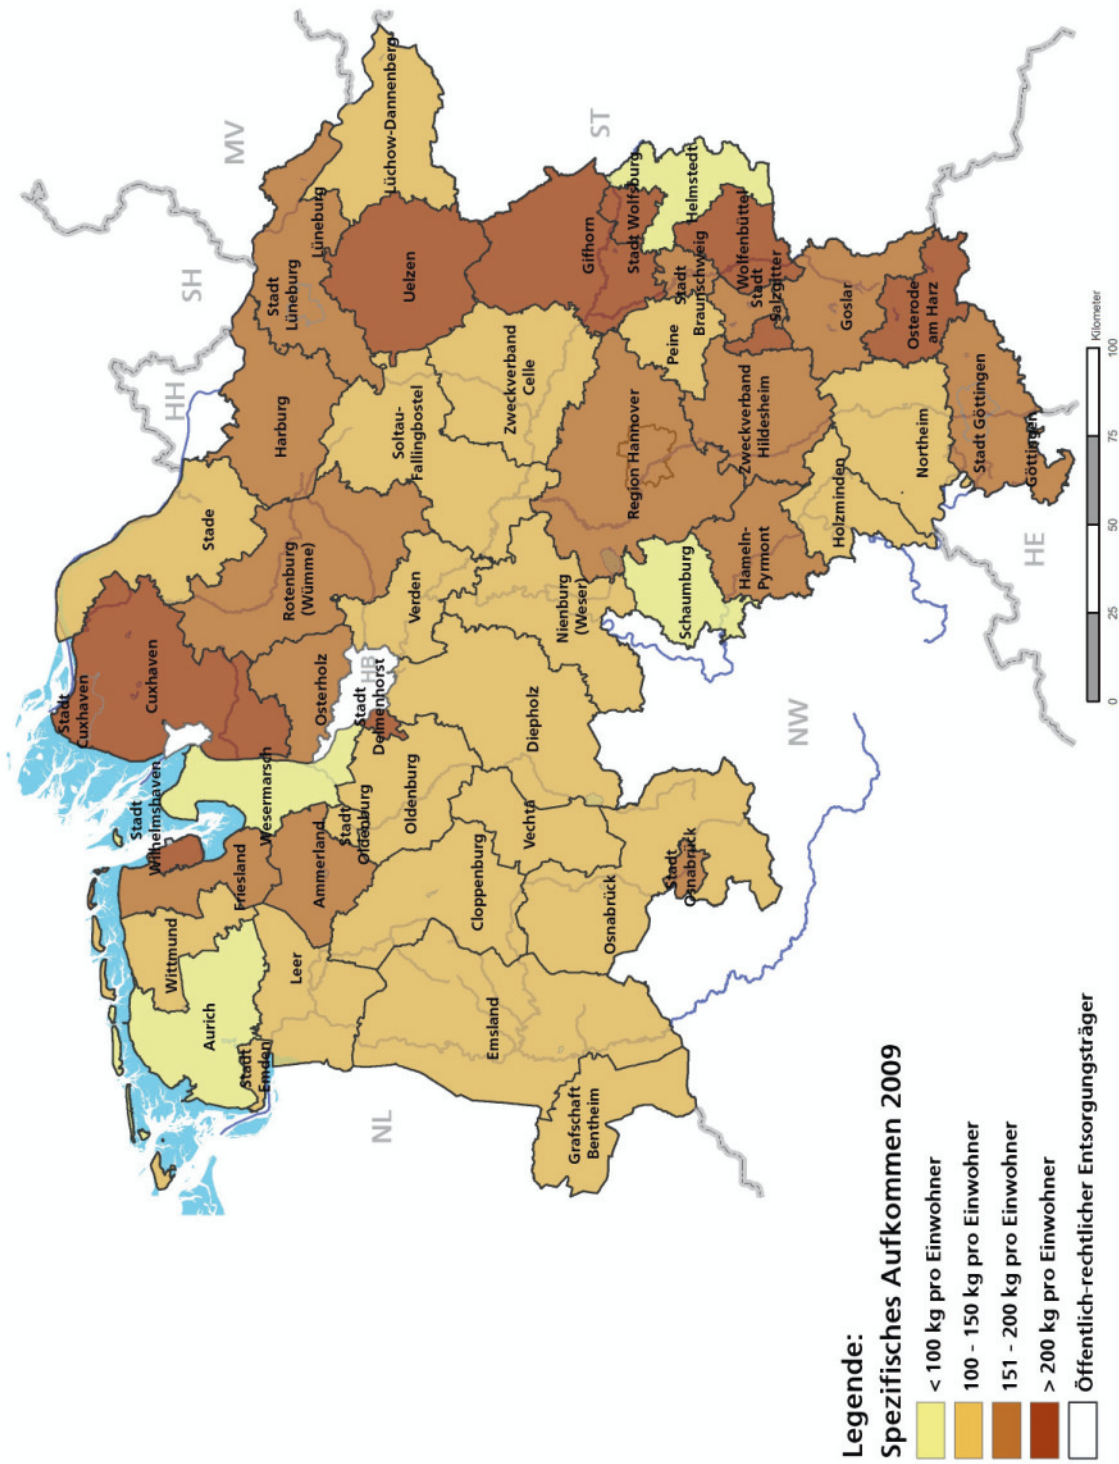 MV
SH
HH
ST
HE
NW
NL
HB
Stadt
Cuxhaven
Cuxhaven
Stade
Harburg
Stadt
Lüneburg
Lüneburg
Lüchow-Dannenberg
Uelzen
Rotenburg
(Wümme)
Osterholz
Stadt
Wilhelmshaven
Wesermarsch
Friesland
Wittmund
Aurich
Stadt
Emden
Leer
Ammerland
Stadt
Oldenburg
Oldenburg
Stadt
Delmenhorst
Verden
Soltau-
Fallingbostel
Zweckverband
Celle
Gifhorn
Stadt Wolfsburg
Helmstedt
Wolfenbüttel
Stadt
Braunschweig
Stadt
Salzgitter
Peine
Region Hannover
Nienburg
(Weser)
Diepholz
Vechta
Cloppenburg
Emsland
Grafschaft
Bentheim
Osnabrück
Stadt
Osnabrück
Schaumburg
Hameln-
Pyrmont
Zweckverband
Hildesheim
Holzminden
Northeim
Goslar
Osterode
am Harz
Stadt Göttingen
Göttingen
Legende:
Spezifisches Aufkommen 2009
< 100 kg pro Einwohner
100 - 150 kg pro Einwohner
151 - 200 kg pro Einwohner
> 200 kg pro Einwohner
Öffentlich-rechtlicher Entsorgungsträger
0 25 50 75 100
Kilometer